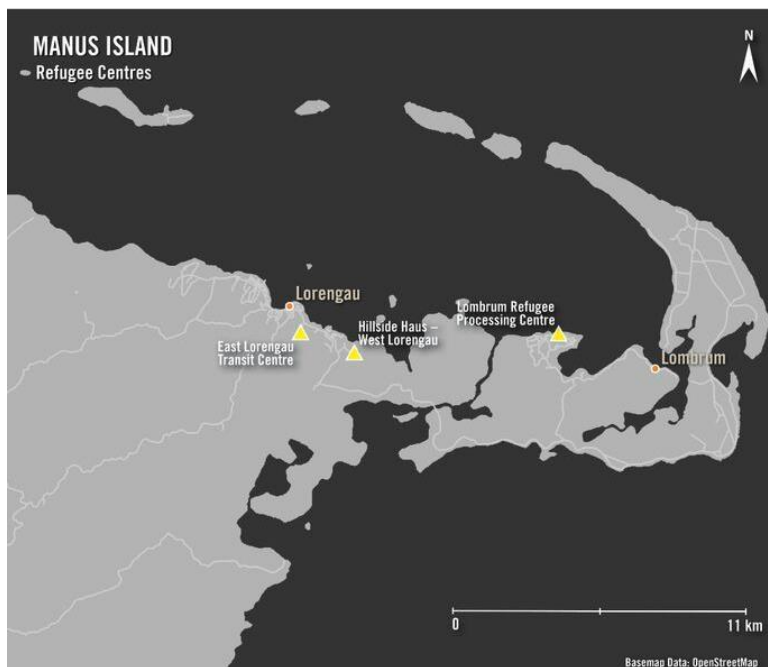 MANUS ISLAND
Refugee Centres
N
Lorengau
Lombrum Refugee
Processing Centre
Hillside Haus –
West Lorengau
East Lorengau
Transit Centre
Lombrum
0
11 km
Basemap Data: OpenStreetMap